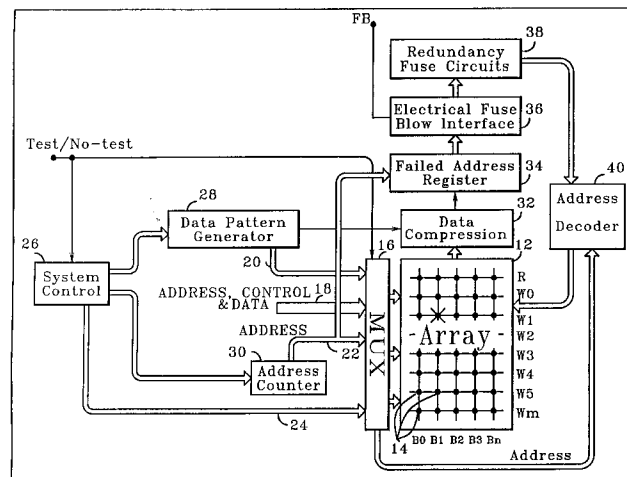 FB
38
Redundancy
Fuse Circuits
Electrical Fuse
Blow Interface
36
Test/No-test
Failed Address
Register
34
40
28
Data Pattern
Generator
32
Address
Decoder
Data
Compression
26
System
Control
20
16
12
ADDRESS, CONTROL
&DATA
18
MUX
ADDRESS
22
30
Address
Counter
24
Array
R
W0
W1
W2
W3
W4
W5
Wm
14
B0 B1 B2 B3 Bn
Address